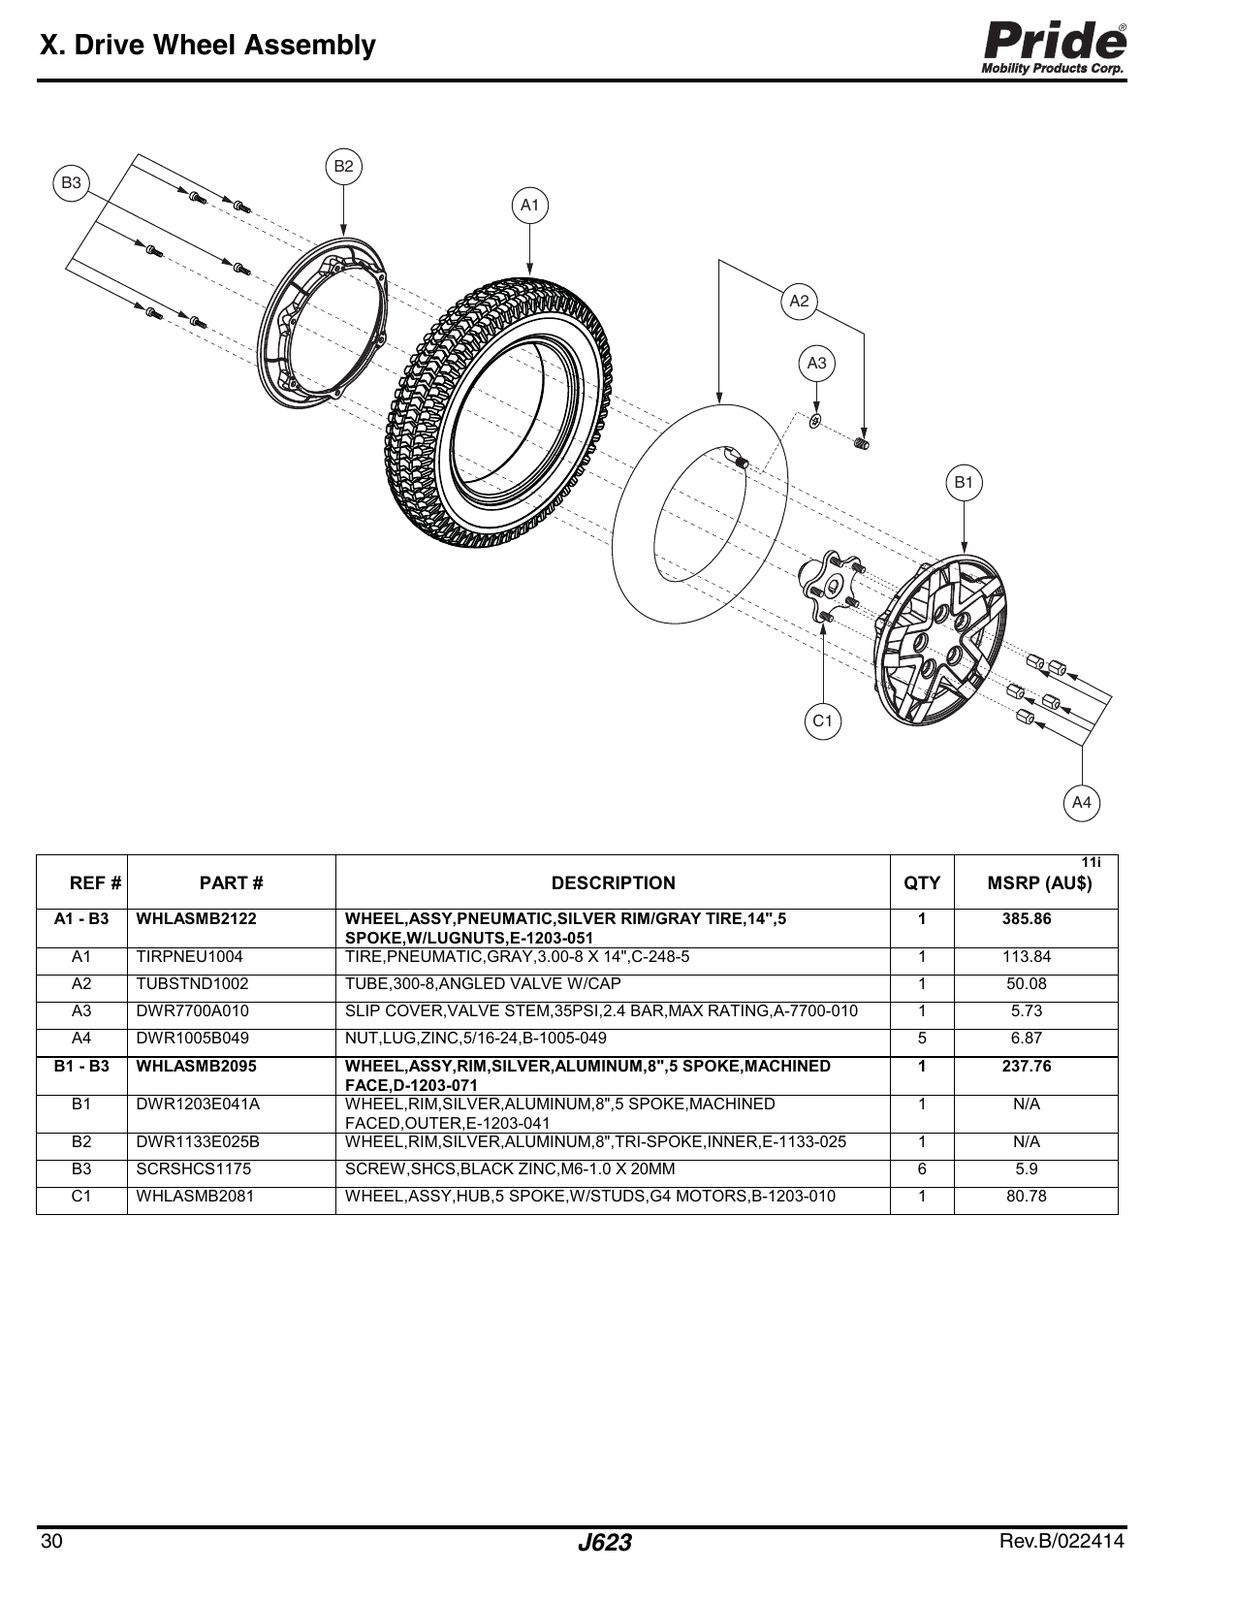 X. Drive Wheel Assembly
Pride®
Mobility Products Corp.
B2
B3
A1
A2
A3
B1
C1
A4
11i
REF # PART # DESCRIPTION QTY MSRP (AU$)
A1 - B3 WHLASMB2122 WHEEL,ASSY,PNEUMATIC,SILVER RIM/GRAY TIRE,14",5 1 385.86
SPOKE,W/LUGNUTS,E-1203-051
A1 TIRPNEU1004 TIRE,PNEUMATIC,GRAY,3.00-8 X 14",C-248-5 1 113.84
A2 TUBSTND1002 TUBE,300-8,ANGLED VALVE W/CAP 1 50.08
A3 DWR7700A010 SLIP COVER,VALVE STEM,35PSI,2.4 BAR,MAX RATING,A-7700-010 1 5.73
A4 DWR1005B049 NUT,LUG,ZINC,5/16-24,B-1005-049 5 6.87
B1 - B3 WHLASMB2095 WHEEL,ASSY,RIM,SILVER,ALUMINUM,8",5 SPOKE,MACHINED 1 237.76
FACE,D-1203-071
B1 DWR1203E041A WHEEL,RIM,SILVER,ALUMINUM,8",5 SPOKE,MACHINED 1 N/A
FACED,OUTER,E-1203-041
B2 DWR1133E025B WHEEL,RIM,SILVER,ALUMINUM,8",TRI-SPOKE,INNER,E-1133-025 1 N/A
B3 SCRSHCS1175 SCREW,SHCS,BLACK ZINC,M6-1.0 X 20MM 6 5.9
C1 WHLASMB2081 WHEEL,ASSY,HUB,5 SPOKE,W/STUDS,G4 MOTORS,B-1203-010 1 80.78
30 J623 Rev.B/022414